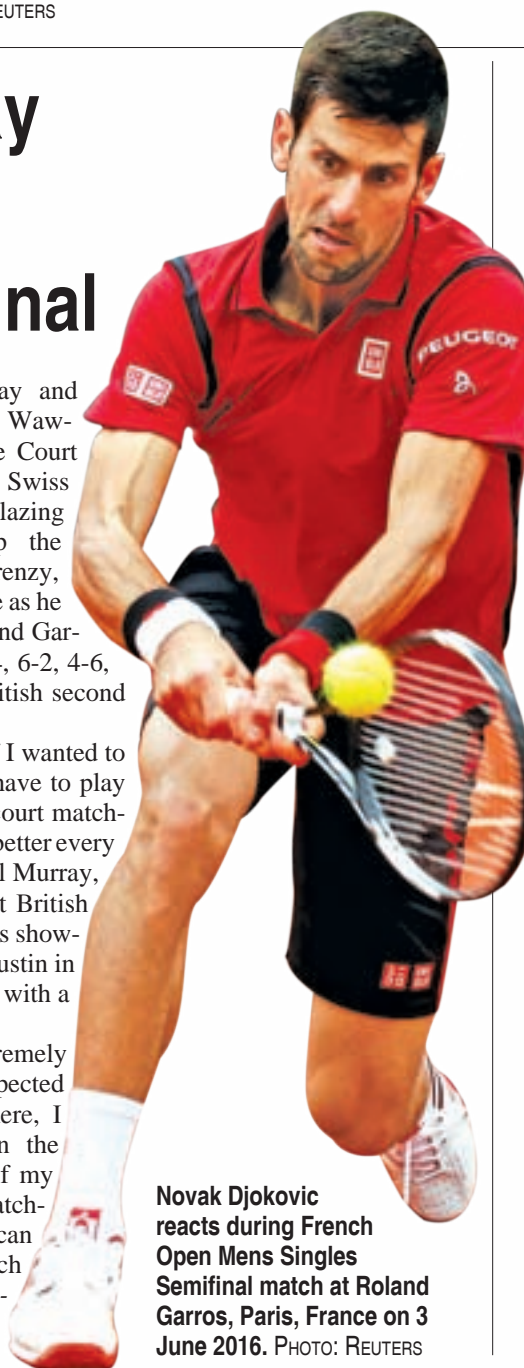 EUTERS
y
nal
ay and
Waw-
e Court
Swiss
lazing
p the
renzy,
e as he
nd Gar-
-, 6-2, 4-6,
itish second
I wanted to
have to play
court match-
better every
l Murray,
t British
s show-
ustin in
with a
remely
pected
ere, I
n the
f my
atch-
can
ch
-
PEUGEOT
Novak Djokovic
reacts during French
Open Mens Singles
Semifinal match at Roland
Garros, Paris, France on 3
June 2016. PHOTO: REUTERS